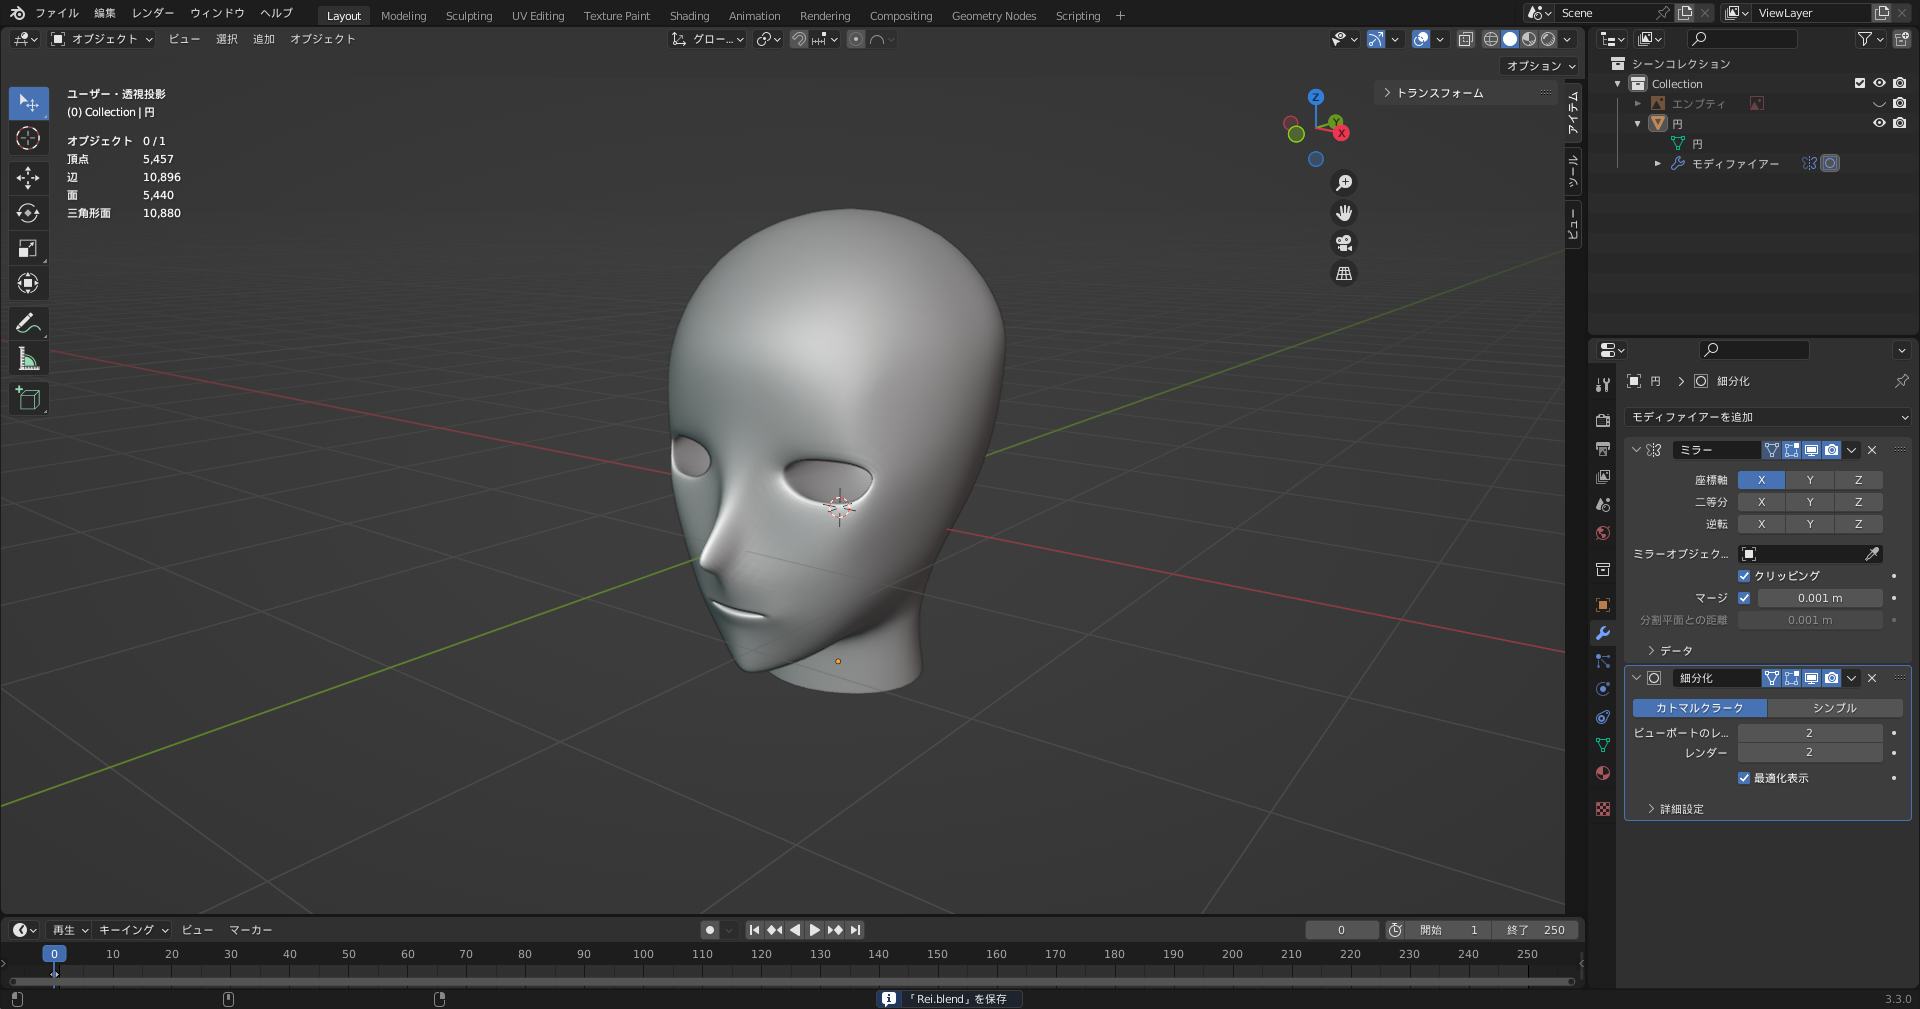 ファイル 編集 レンダー ウィンドウ ヘルプ Layout Modeling Sculpting UV Editing Texture Paint Shading Animation Rendering Compositing Geometry Nodes Scripting + Scene ViewLayer
オブジェクト ビュー 選択 追加 オブジェクト グロー...
オプション
ユーザー・透視投影
(0) Collection | 円
オブジェクト 0 / 1
頂点 5,457
辺 10,896
面 5,440
三角形面 10,880
Z
Y
X
トランスフォーム
アイテム
ツール
ビュー
シーンコレクション
Collection
エンプティ
円
円
モディファイアー
円 細分化
モディファイアーを追加
ミラー
座標軸 X Y Z
二等分 X Y Z
逆転 X Y Z
ミラーオブジェク...
クリッピング
マージ 0.001 m
分割平面との距離 0.001 m
データ
細分化
カトマルクラーク シンプル
ビューポートのレ... 2
レンダー 2
最適化表示
詳細設定
再生 キーイング ビュー マーカー 0 開始 1 終了 250
0 10 20 30 40 50 60 70 80 90 100 110 120 130 140 150 160 170 180 190 200 210 220 230 240 250
「Rei.blend」を保存
3.3.0